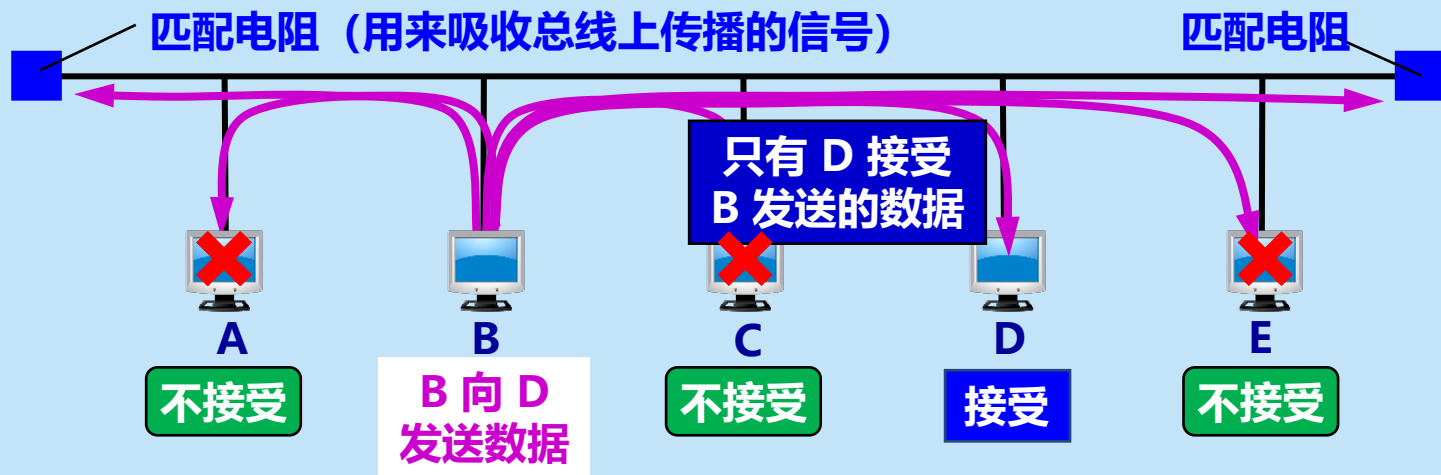 匹配电阻（用来吸收总线上传播的信号）
匹配电阻
只有 D 接受
B 发送的数据
A
B
C
D
E
不接受
B 向 D
发送数据
不接受
接受
不接受